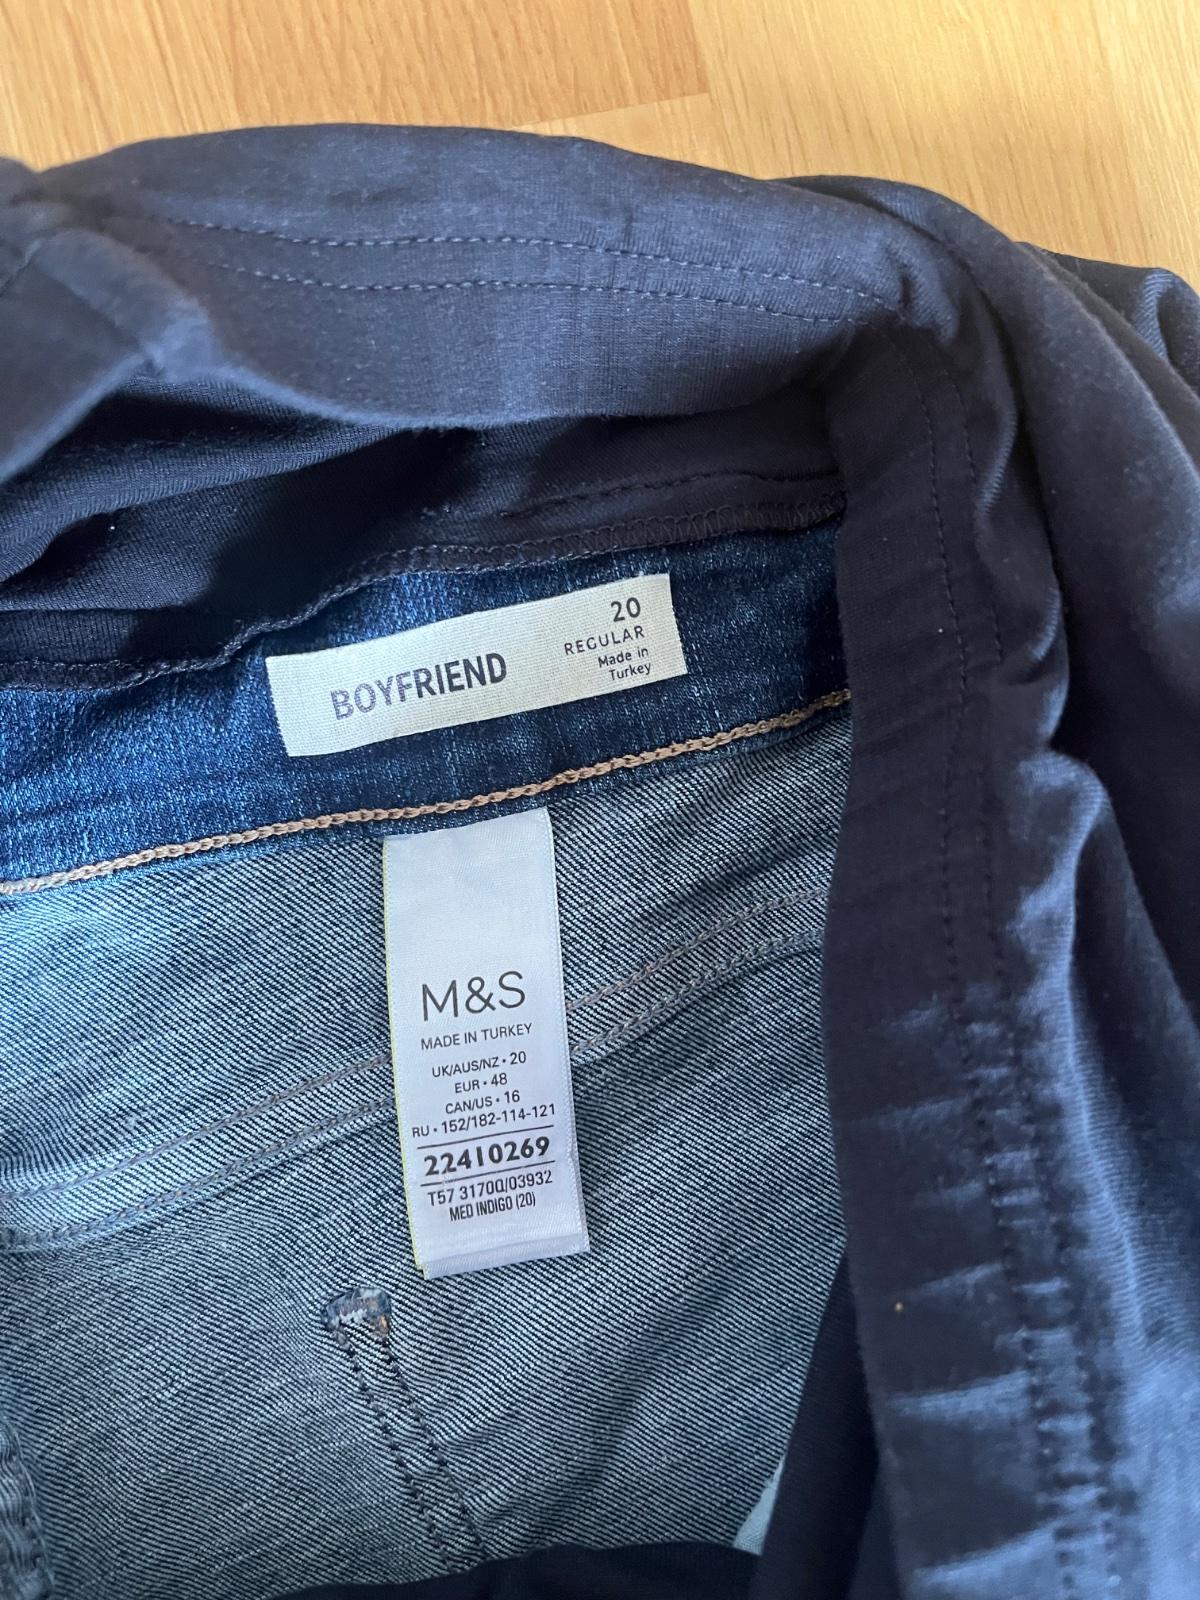 BOYFRIEND
20
REGULAR
Made in
Turkey
M&S
MADE IN TURKEY
UK/AUS/NZ • 20
EUR • 48
CAN/US • 16
RU • 152/182-114-121
22410269
T57 3170Q/03932
MED INDIGO (20)